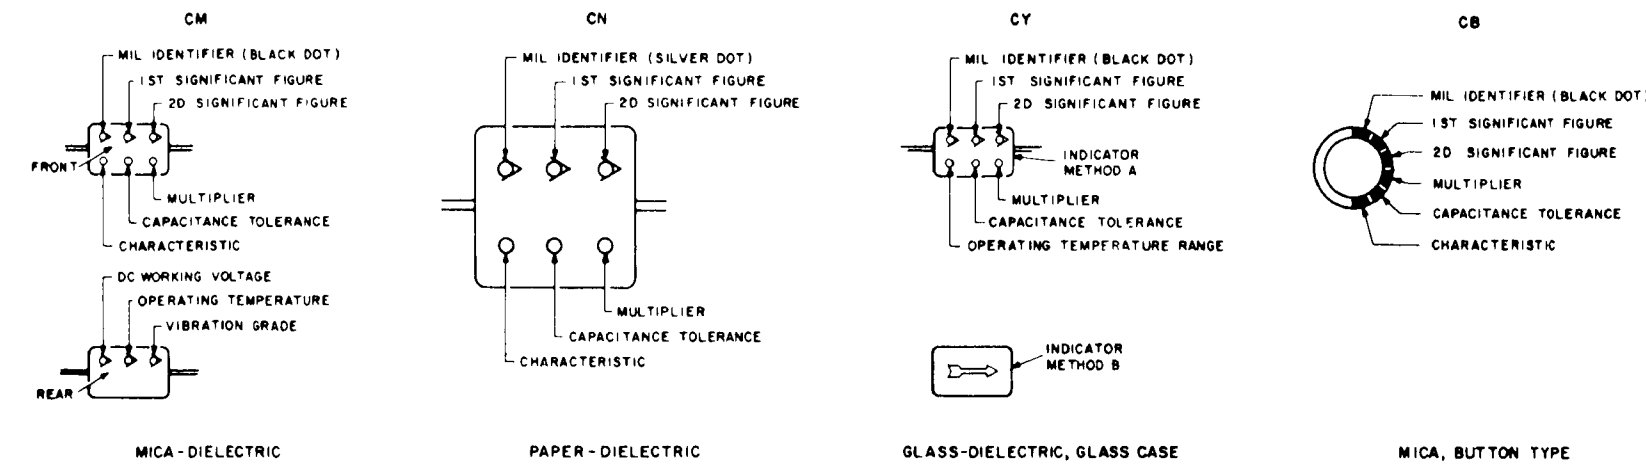 CM
MIL IDENTIFIER (BLACK DOT)
1ST SIGNIFICANT FIGURE
2D SIGNIFICANT FIGURE
FRONT
MULTIPLIER
CAPACITANCE TOLERANCE
CHARACTERISTIC
DC WORKING VOLTAGE
OPERATING TEMPERATURE
VIBRATION GRADE
REAR
MICA-DIELECTRIC
CN
MIL IDENTIFIER (SILVER DOT)
1ST SIGNIFICANT FIGURE
2D SIGNIFICANT FIGURE
MULTIPLIER
CAPACITANCE TOLERANCE
CHARACTERISTIC
PAPER-DIELECTRIC
CY
MIL IDENTIFIER (BLACK DOT)
1ST SIGNIFICANT FIGURE
2D SIGNIFICANT FIGURE
INDICATOR
METHOD A
MULTIPLIER
CAPACITANCE TOLERANCE
OPERATING TEMPERATURE RANGE
INDICATOR
METHOD B
GLASS-DIELECTRIC, GLASS CASE
CB
MIL IDENTIFIER (BLACK DOT)
1ST SIGNIFICANT FIGURE
2D SIGNIFICANT FIGURE
MULTIPLIER
CAPACITANCE TOLERANCE
CHARACTERISTIC
MICA, BUTTON TYPE